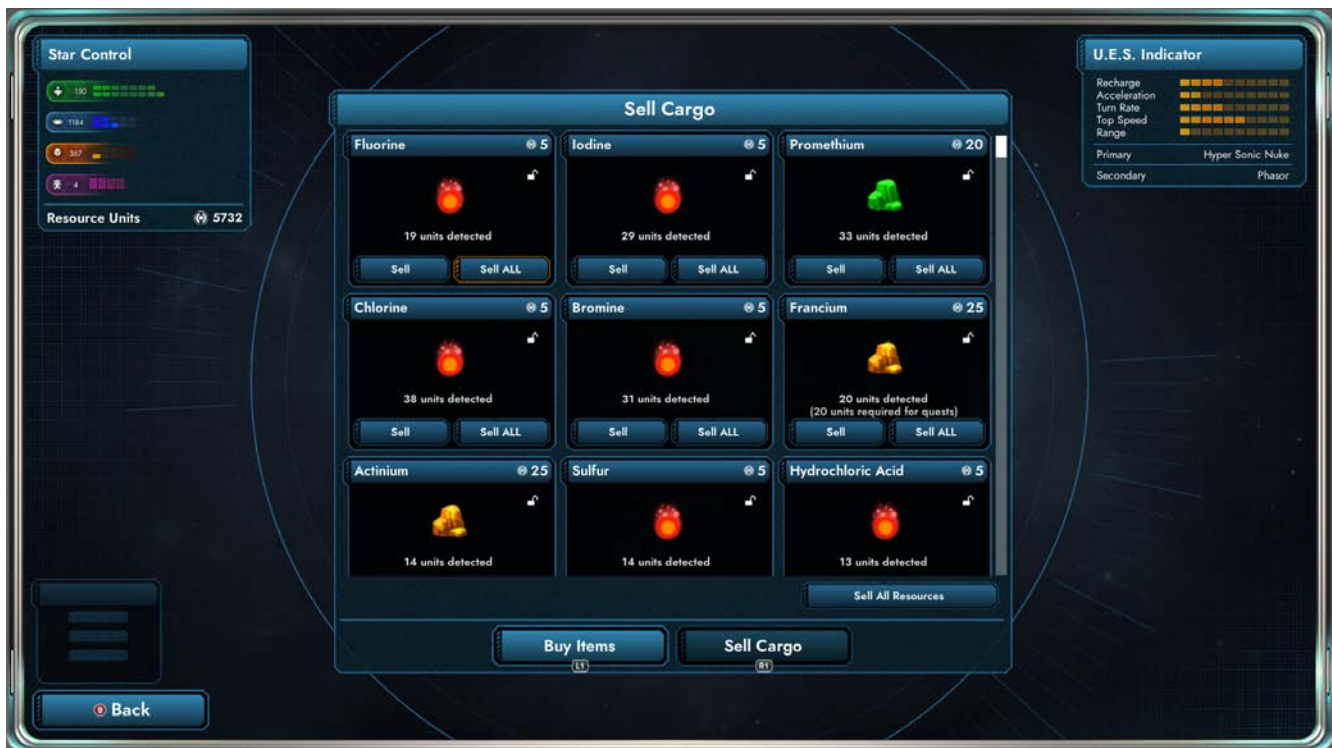 Star Control
130
1184
367
4
Resource Units 5732
U.E.S. Indicator
Recharge
Acceleration
Turn Rate
Top Speed
Range
Primary Hyper Sonic Nuke
Secondary Phasor
Sell Cargo
Fluorine 5
19 units detected
Sell Sell ALL
Iodine 5
29 units detected
Sell Sell ALL
Promethium 20
33 units detected
Sell Sell ALL
Chlorine 5
38 units detected
Sell Sell ALL
Bromine 5
31 units detected
Sell Sell ALL
Francium 25
20 units detected
(20 units required for quests)
Sell Sell ALL
Actinium 25
14 units detected
Sulfur 5
14 units detected
Hydrochloric Acid 5
13 units detected
Sell All Resources
Buy Items
L1
Sell Cargo
R1
Back